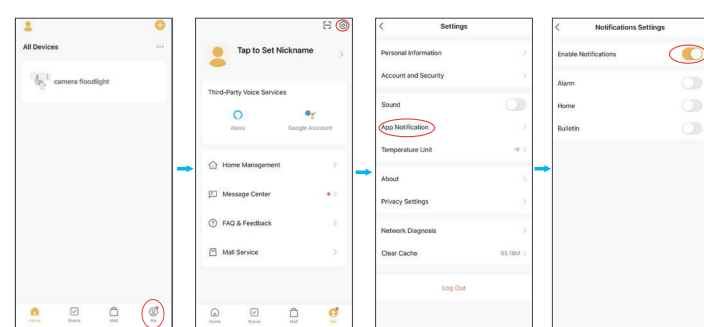 All Devices
...
camera floodlight
Home
Scene
Mall
Me
Tap to Set Nickname
Third-Party Voice Services
Alexa
Google Assistant
Home Management
Message Center
FAQ & Feedback
Mall Service
Home
Scene
Mall
Me
Settings
Personal Information
Account and Security
Sound
App Notification
Temperature Unit °F
About
Privacy Settings
Network Diagnosis
Clear Cache 65.18M
Log Out
Notifications Settings
Enable Notifications
Alarm
Home
Bulletin